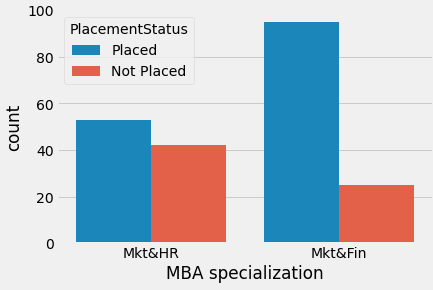 100
80
60
40
20
0
count
PlacementStatus
Placed
Not Placed
Mkt&HR
Mkt&Fin
MBA specialization